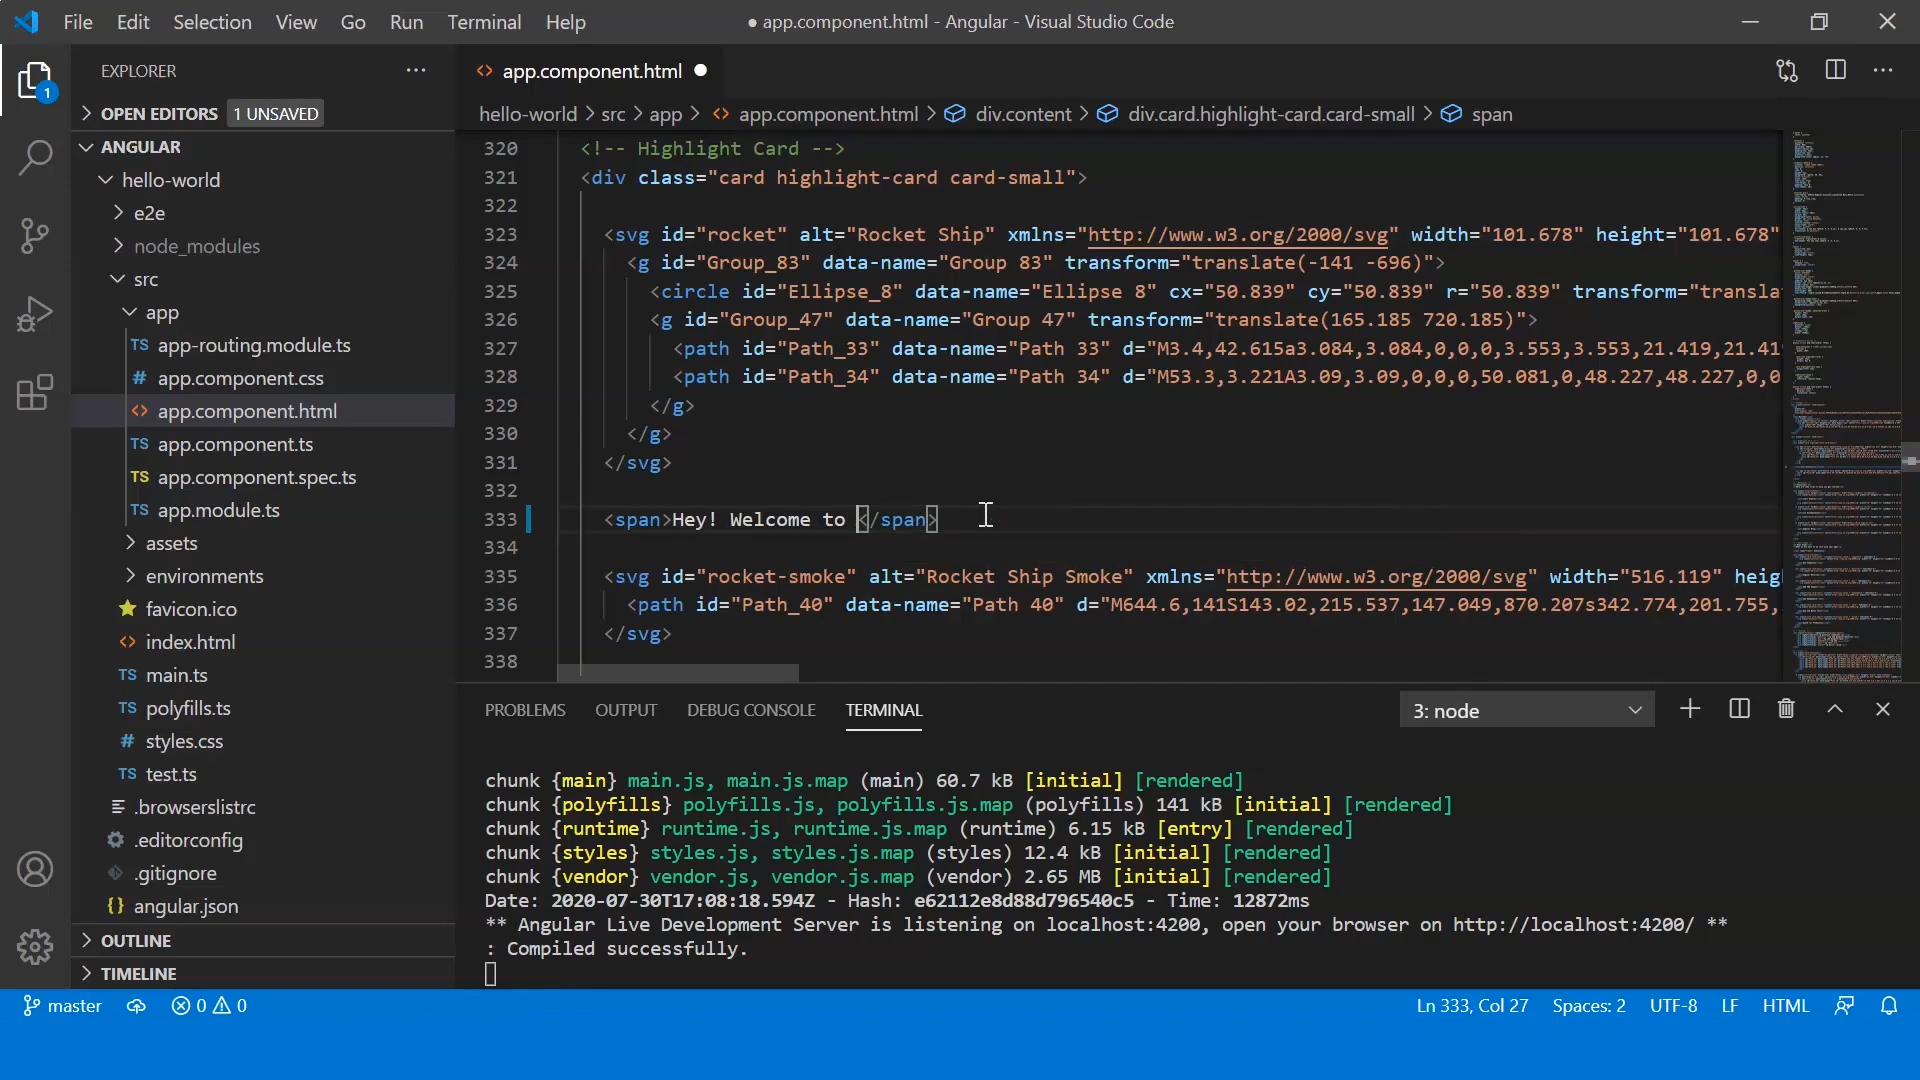 File Edit Selection View Go Run Terminal Help
● app.component.html - Angular - Visual Studio Code
1
EXPLORER
OPEN EDITORS 1 UNSAVED
ANGULAR
hello-world
e2e
node_modules
src
app
TS app-routing.module.ts
# app.component.css
<> app.component.html
TS app.component.ts
TS app.component.spec.ts
TS app.module.ts
assets
environments
favicon.ico
<> index.html
TS main.ts
TS polyfills.ts
# styles.css
TS test.ts
.browserslistrc
.editorconfig
.gitignore
{} angular.json
OUTLINE
TIMELINE
<> app.component.html ●
hello-world > src > app > <> app.component.html > div.content > div.card.highlight-card.card-small > span
320 <!-- Highlight Card -->
321 <div class="card highlight-card card-small">
322
323 <svg id="rocket" alt="Rocket Ship" xmlns="http://www.w3.org/2000/svg" width="101.678" height="101.678"
324 <g id="Group_83" data-name="Group 83" transform="translate(-141 -696)">
325 <circle id="Ellipse_8" data-name="Ellipse 8" cx="50.839" cy="50.839" r="50.839" transform="transla
326 <g id="Group_47" data-name="Group 47" transform="translate(165.185 720.185)">
327 <path id="Path_33" data-name="Path 33" d="M3.4,42.615a3.084,3.084,0,0,0,3.553,3.553,21.419,21.419
328 <path id="Path_34" data-name="Path 34" d="M53.3,3.221A3.09,3.09,0,0,0,50.081,0,48.227,48.227,0,0
329 </g>
330 </g>
331 </svg>
332
333 <span>Hey! Welcome to </span>
334
335 <svg id="rocket-smoke" alt="Rocket Ship Smoke" xmlns="http://www.w3.org/2000/svg" width="516.119" heig
336 <path id="Path_40" data-name="Path 40" d="M644.6,141S143.02,215.537,147.049,870.207s342.774,201.755,
337 </svg>
338
PROBLEMS OUTPUT DEBUG CONSOLE TERMINAL 3: node
chunk {main} main.js, main.js.map (main) 60.7 kB [initial] [rendered]
chunk {polyfills} polyfills.js, polyfills.js.map (polyfills) 141 kB [initial] [rendered]
chunk {runtime} runtime.js, runtime.js.map (runtime) 6.15 kB [entry] [rendered]
chunk {styles} styles.js, styles.js.map (styles) 12.4 kB [initial] [rendered]
chunk {vendor} vendor.js, vendor.js.map (vendor) 2.65 MB [initial] [rendered]
Date: 2020-07-30T17:08:18.594Z - Hash: e62112e8d88d796540c5 - Time: 12872ms
** Angular Live Development Server is listening on localhost:4200, open your browser on http://localhost:4200/ **
: Compiled successfully.
master 0 0 Ln 333, Col 27 Spaces: 2 UTF-8 LF HTML